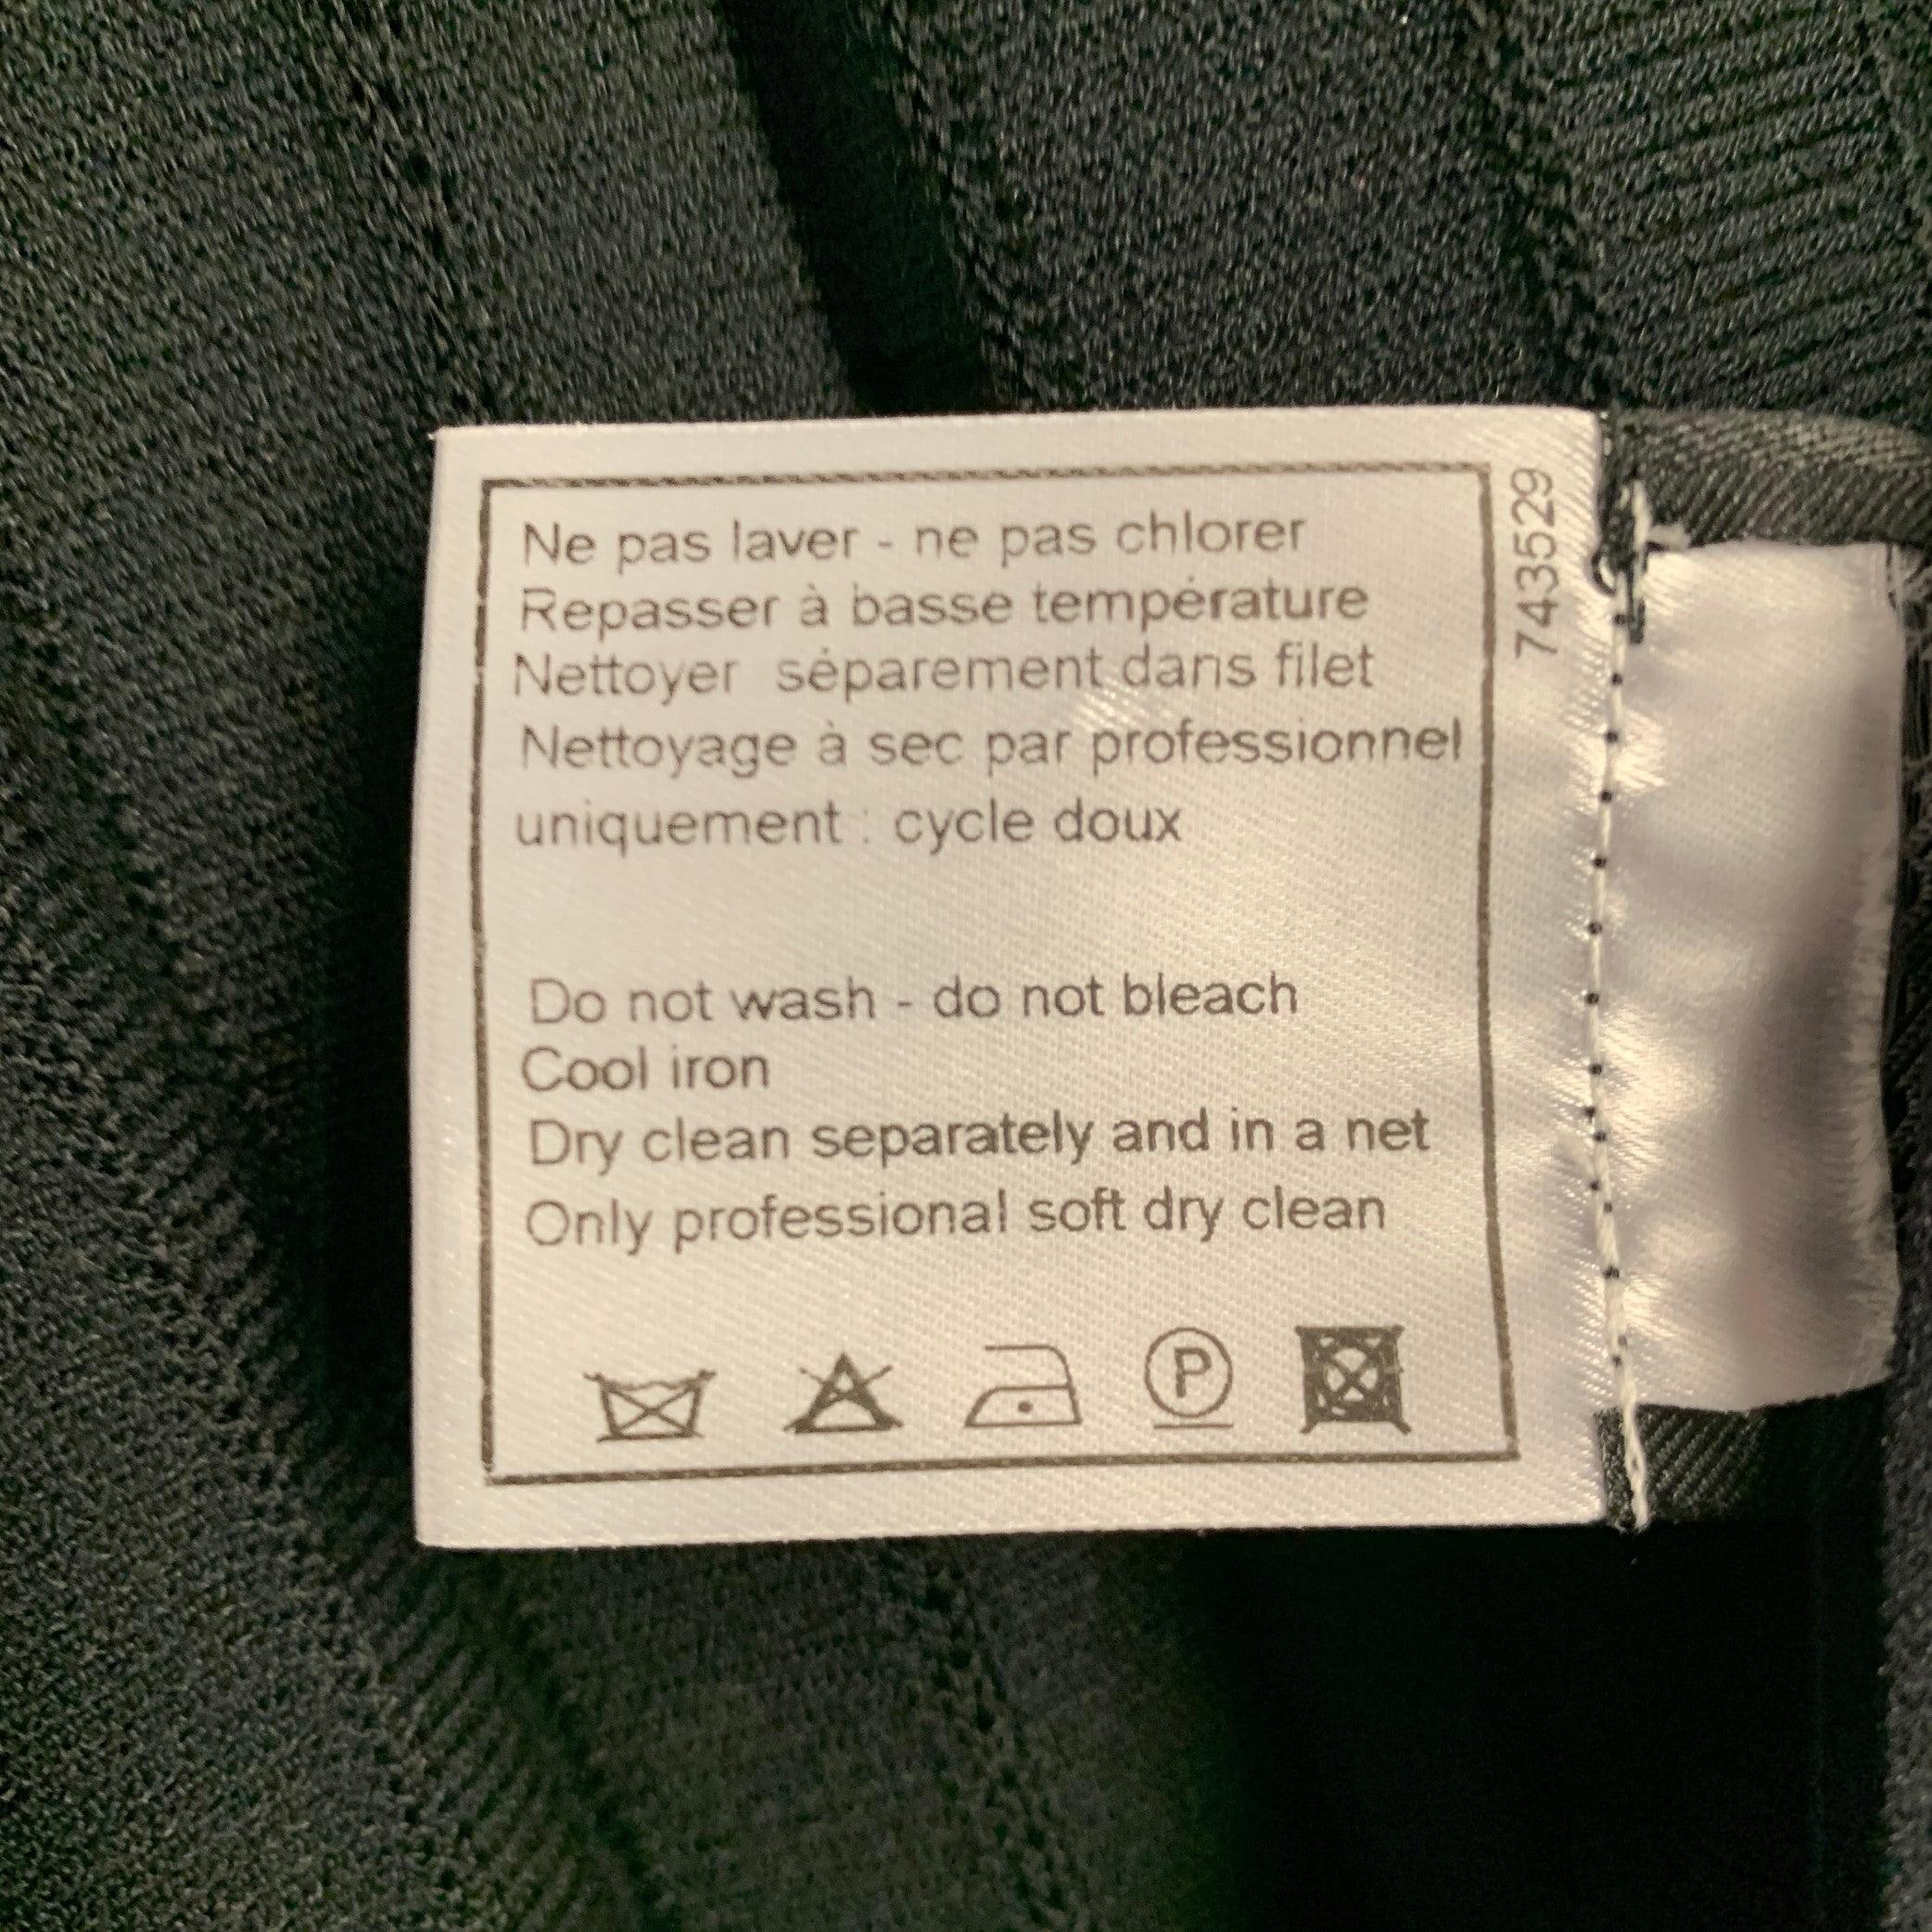 Ne pas laver - ne pas chlorer
Repasser à basse température
Nettoyer séparement dans filet
Nettoyage à sec par professionnel
uniquement : cycle doux
Do not wash - do not bleach
Cool iron
Dry clean separately and in a net
Only professional soft dry clean
P
743529